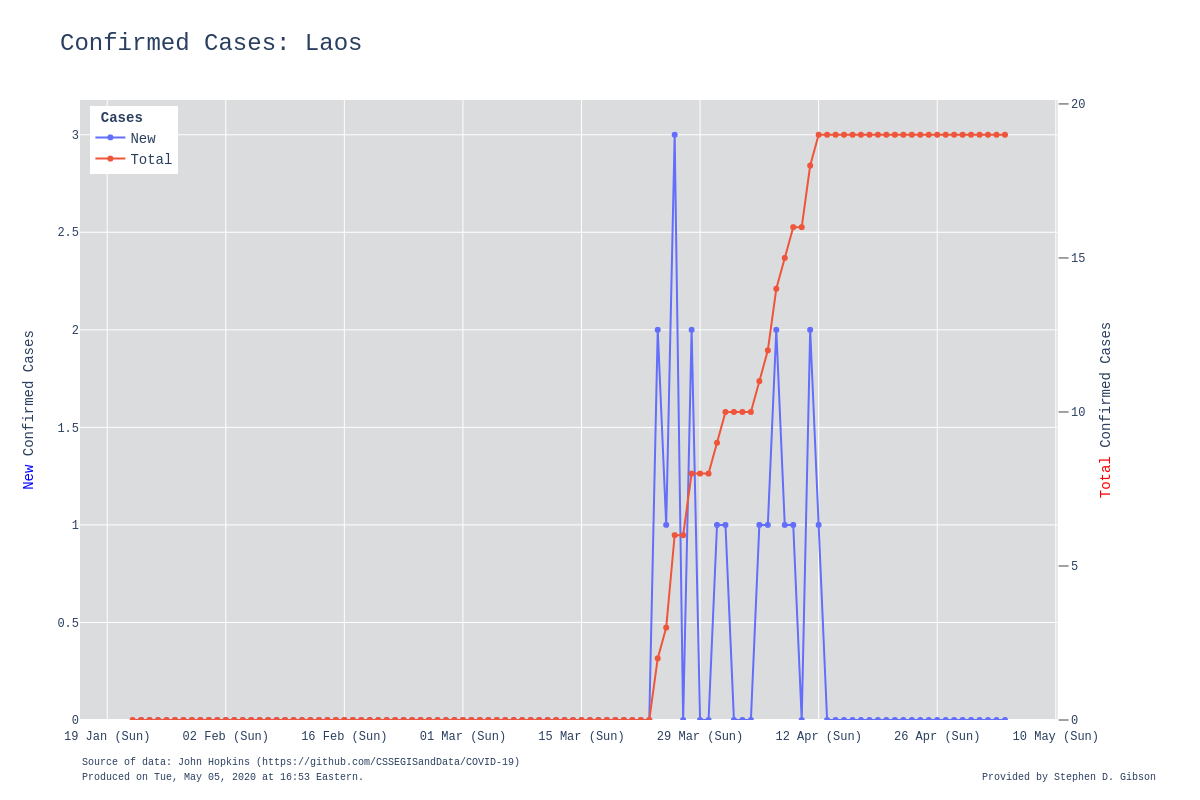 Confirmed Cases: Laos
Cases
New
Total
3
2.5
2
1.5
1
0.5
0
New Confirmed Cases
20
15
10
5
0
Total Confirmed Cases
19 Jan (Sun) 02 Feb (Sun) 16 Feb (Sun) 01 Mar (Sun) 15 Mar (Sun) 29 Mar (Sun) 12 Apr (Sun) 26 Apr (Sun) 10 May (Sun)
Source of data: John Hopkins (https://github.com/CSSEGISandData/COVID-19)
Produced on Tue, May 05, 2020 at 16:53 Eastern.
Provided by Stephen D. Gibson